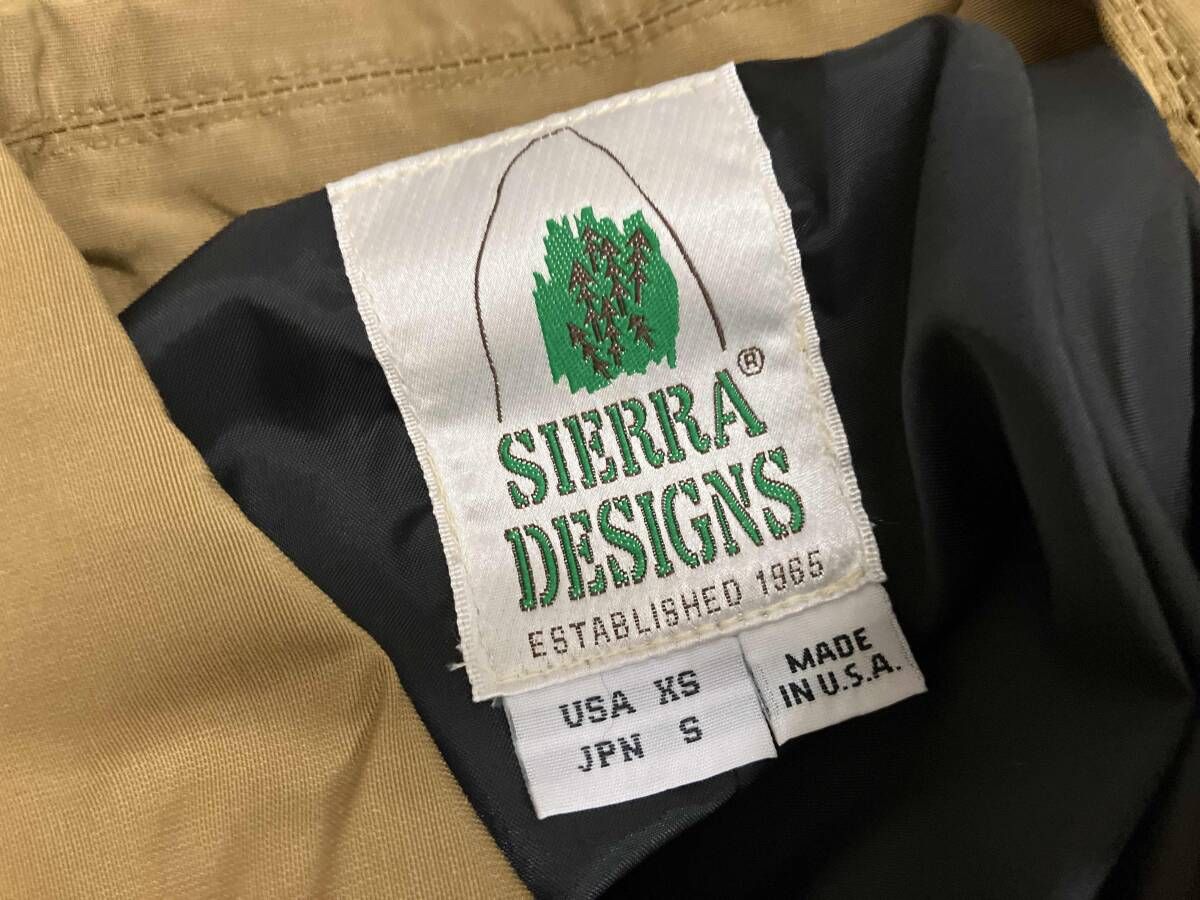 SIERRA®
DESIGNS
ESTABLISHED 1965
USA XS
JPN S
MADE
IN U.S.A.